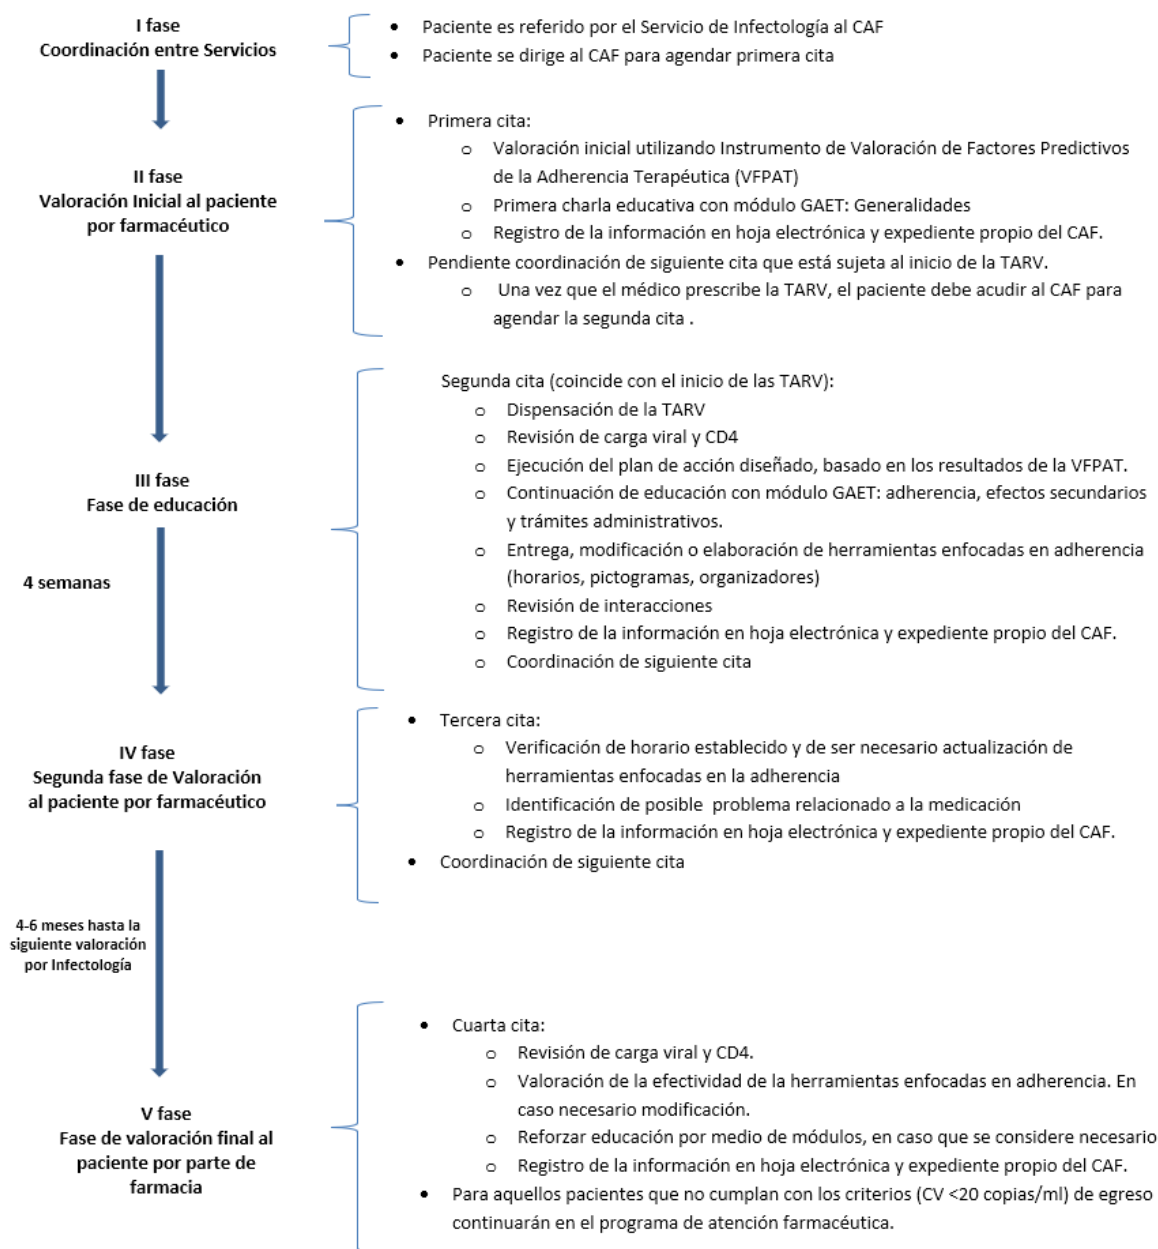 I fase
Coordinación entre Servicios
• Paciente es referido por el Servicio de Infectología al CAF
• Paciente se dirige al CAF para agendar primera cita
II fase
Valoración Inicial al paciente
por farmacéutico
• Primera cita:
o Valoración inicial utilizando Instrumento de Valoración de Factores Predictivos
de la Adherencia Terapéutica (VFPAT)
o Primera charla educativa con módulo GAET: Generalidades
o Registro de la información en hoja electrónica y expediente propio del CAF.
• Pendiente coordinación de siguiente cita que está sujeta al inicio de la TARV.
o Una vez que el médico prescribe la TARV, el paciente debe acudir al CAF para
agendar la segunda cita .
III fase
Fase de educación
Segunda cita (coincide con el inicio de las TARV):
o Dispensación de la TARV
o Revisión de carga viral y CD4
o Ejecución del plan de acción diseñado, basado en los resultados de la VFPAT.
o Continuación de educación con módulo GAET: adherencia, efectos secundarios
y trámites administrativos.
o Entrega, modificación o elaboración de herramientas enfocadas en adherencia
(horarios, pictogramas, organizadores)
o Revisión de interacciones
o Registro de la información en hoja electrónica y expediente propio del CAF.
o Coordinación de siguiente cita
4 semanas
IV fase
Segunda fase de Valoración
al paciente por farmacéutico
• Tercera cita:
o Verificación de horario establecido y de ser necesario actualización de
herramientas enfocadas en la adherencia
o Identificación de posible problema relacionado a la medicación
o Registro de la información en hoja electrónica y expediente propio del CAF.
• Coordinación de siguiente cita
4-6 meses hasta la
siguiente valoración
por Infectología
V fase
Fase de valoración final al
paciente por parte de
farmacia
• Cuarta cita:
o Revisión de carga viral y CD4.
o Valoración de la efectividad de la herramientas enfocadas en adherencia. En
caso necesario modificación.
o Reforzar educación por medio de módulos, en caso que se considere necesario
o Registro de la información en hoja electrónica y expediente propio del CAF.
• Para aquellos pacientes que no cumplan con los criterios (CV <20 copias/ml) de egreso
continuarán en el programa de atención farmacéutica.